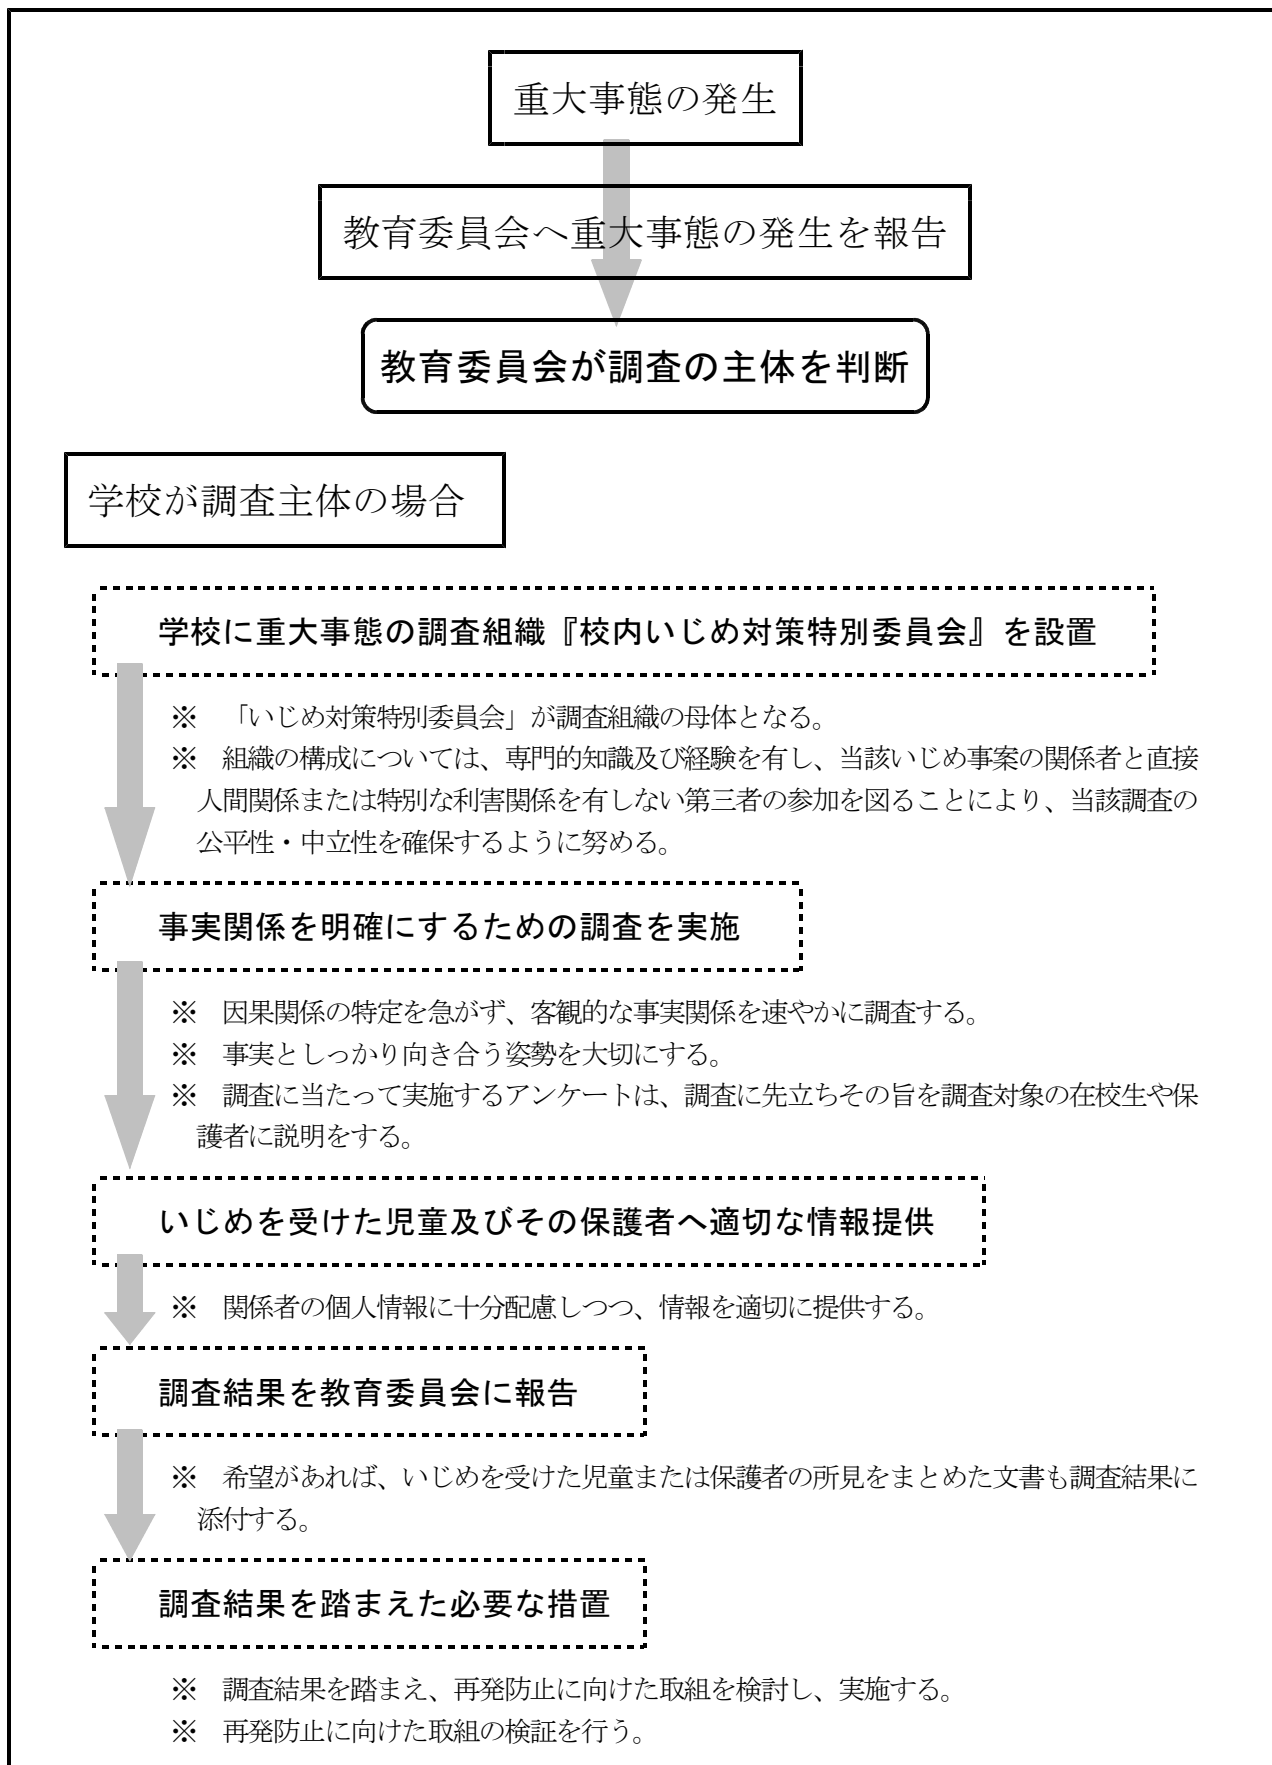 重大事態の発生
教育委員会へ重大事態の発生を報告
教育委員会が調査の主体を判断
学校が調査主体の場合
学校に重大事態の調査組織『校内いじめ対策特別委員会』を設置
※ 「いじめ対策特別委員会」が調査組織の母体となる。
※ 組織の構成については、専門的知識及び経験を有し、当該いじめ事案の関係者と直接
人間関係または特別な利害関係を有しない第三者の参加を図ることにより、当該調査の
公平性・中立性を確保するように努める。
事実関係を明確にするための調査を実施
※ 因果関係の特定を急がず、客観的な事実関係を速やかに調査する。
※ 事実としっかり向き合う姿勢を大切にする。
※ 調査に当たって実施するアンケートは、調査に先立ちその旨を調査対象の在校生や保
護者に説明をする。
いじめを受けた児童及びその保護者へ適切な情報提供
※ 関係者の個人情報に十分配慮しつつ、情報を適切に提供する。
調査結果を教育委員会に報告
※ 希望があれば、いじめを受けた児童または保護者の所見をまとめた文書も調査結果に
添付する。
調査結果を踏まえた必要な措置
※ 調査結果を踏まえ、再発防止に向けた取組を検討し、実施する。
※ 再発防止に向けた取組の検証を行う。